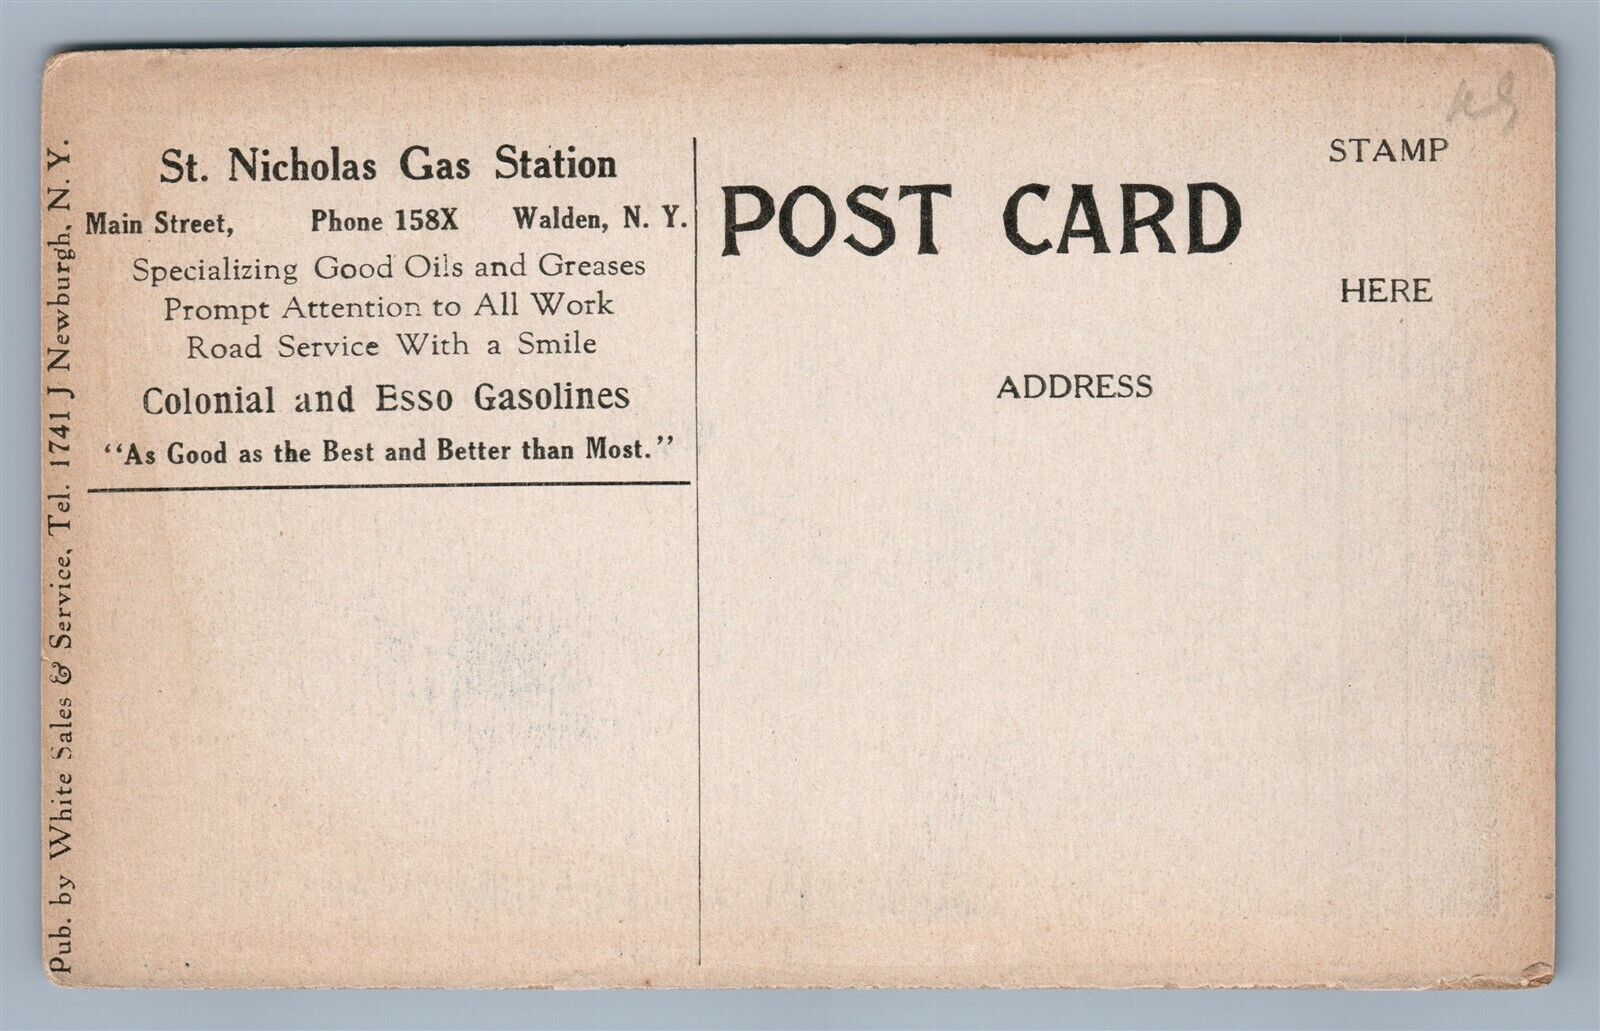 St. Nicholas Gas Station
Main Street, Phone 158X Walden, N. Y.
Specializing Good Oils and Greases
Prompt Attention to All Work
Road Service With a Smile
Colonial and Esso Gasolines
“As Good as the Best and Better than Most.”
Pub. by White Sales & Service, Tel. 1741 J Newburgh, N. Y.
POST CARD
STAMP
HERE
ADDRESS